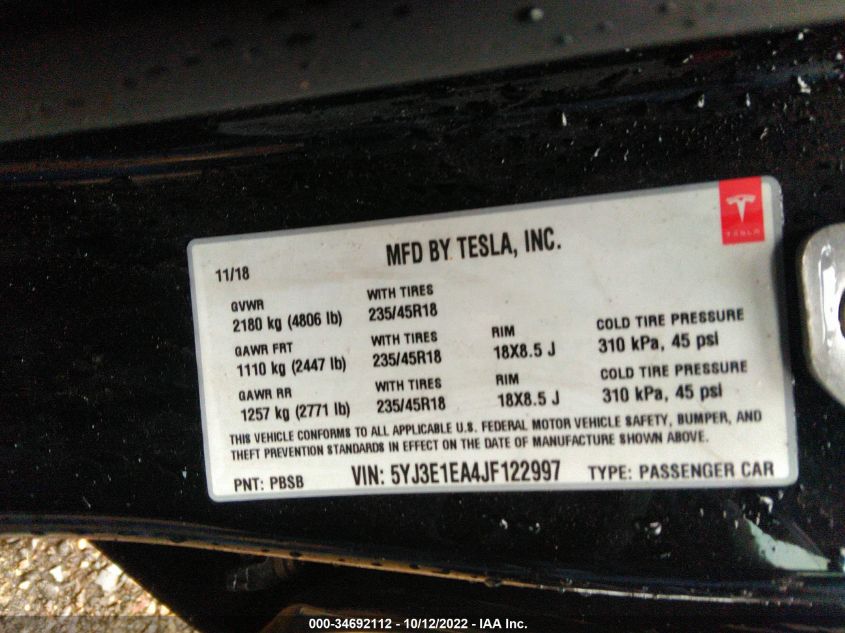 TESLA
MFD BY TESLA, INC.
11/18
GVWR WITH TIRES
2180 kg (4806 lb) 235/45R18
GAWR FRT WITH TIRES RIM COLD TIRE PRESSURE
1110 kg (2447 lb) 235/45R18 18X8.5 J 310 kPa, 45 psi
GAWR RR WITH TIRES RIM COLD TIRE PRESSURE
1257 kg (2771 lb) 235/45R18 18X8.5 J 310 kPa, 45 psi
THIS VEHICLE CONFORMS TO ALL APPLICABLE U.S. FEDERAL MOTOR VEHICLE SAFETY, BUMPER, AND
THEFT PREVENTION STANDARDS IN EFFECT ON THE DATE OF MANUFACTURE SHOWN ABOVE.
PNT: PBSB VIN: 5YJ3E1EA4JF122997 TYPE: PASSENGER CAR
000-34692112 - 10/12/2022 - IAA Inc.